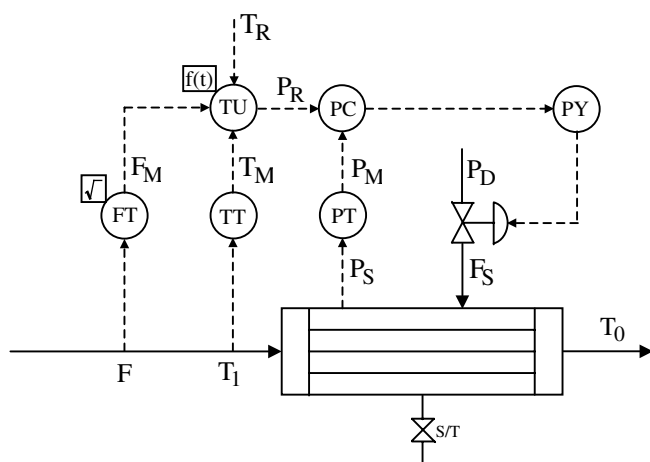 T_R
f(t)
TU
P_R
PC
PY
F_M
T_M
P_M
P_D
√
FT
TT
PT
P_S
F_S
T_0
F
T_1
S/T